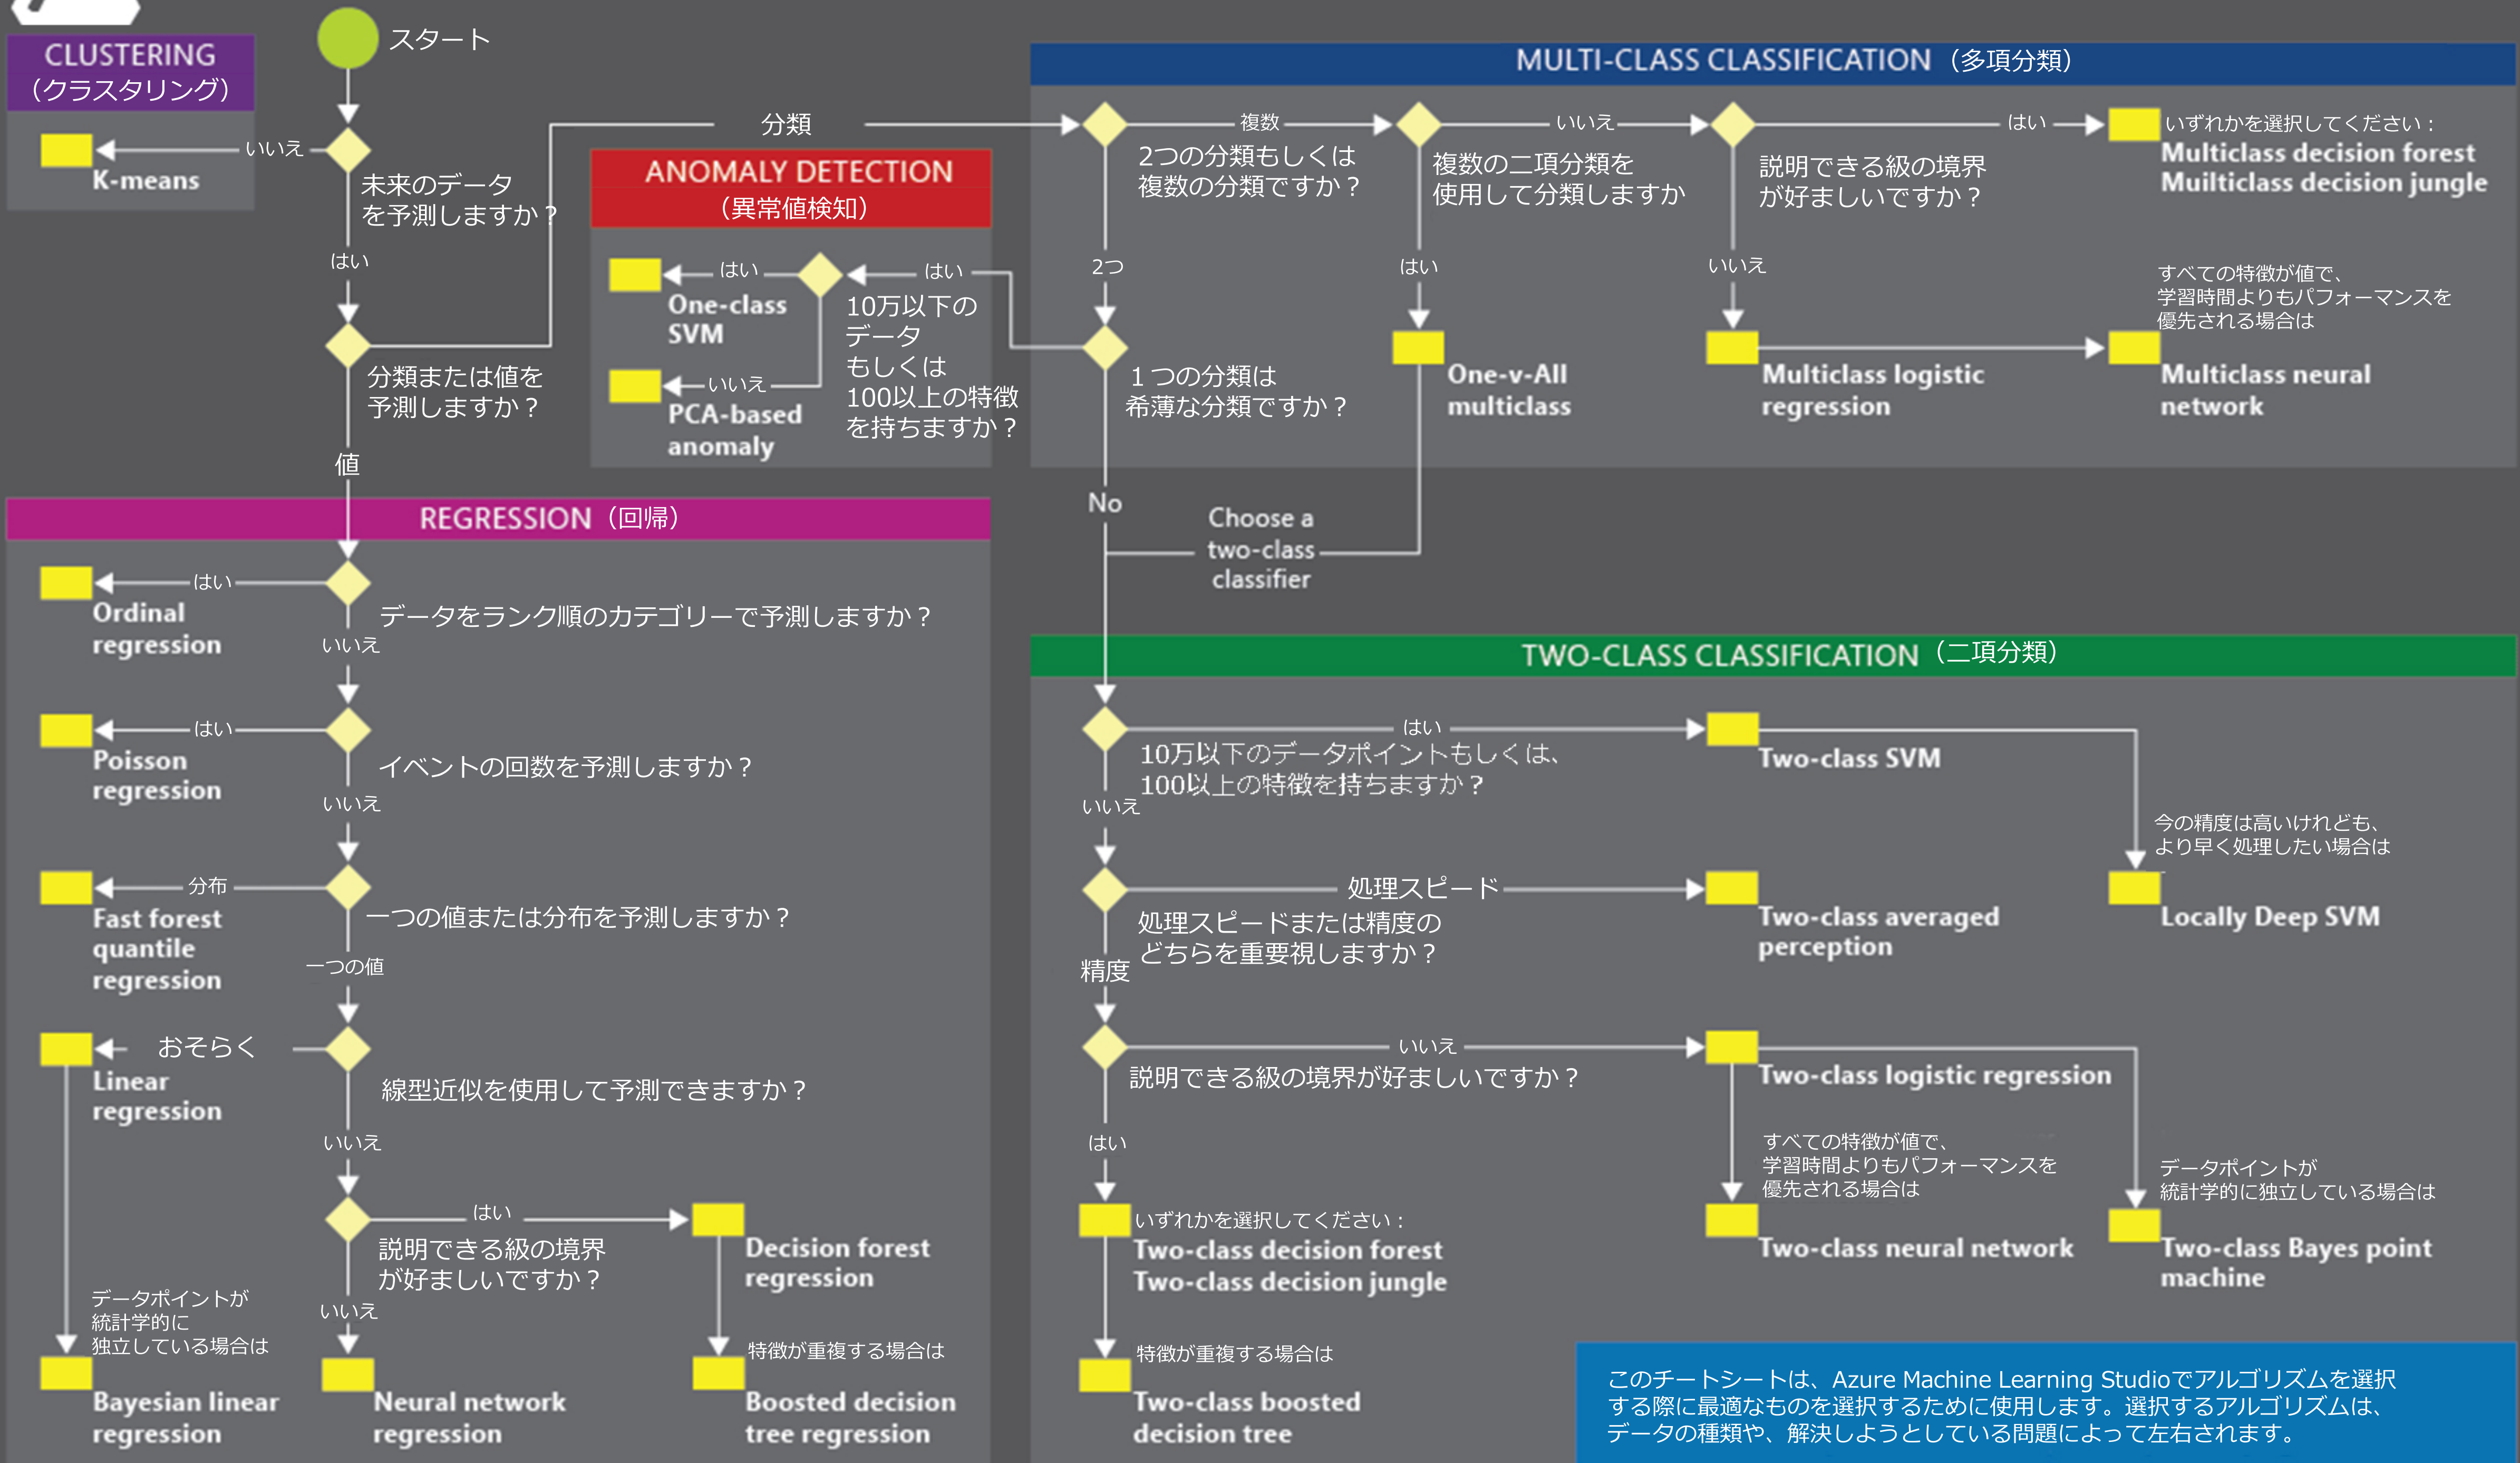 CLUSTERING
（クラスタリング）
スタート
いいえ
K-means
未来のデータ
を予測しますか？
はい
分類または値を
予測しますか？
分類
値
ANOMALY DETECTION
（異常値検知）
はい
はい
One-class
SVM
10万以下の
データ
もしくは
100以上の特徴
を持ちますか？
いいえ
PCA-based
anomaly
MULTI-CLASS CLASSIFICATION（多項分類）
複数
いいえ
はい
いずれかを選択してください：
Multiclass decision forest
Muilticlass decision jungle
2つの分類もしくは
複数の分類ですか？
複数の二項分類を
使用して分類しますか
説明できる級の境界
が好ましいですか？
2つ
はい
いいえ
すべての特徴が値で、
学習時間よりもパフォーマンスを
優先される場合は
１つの分類は
希薄な分類ですか？
One-v-All
multiclass
Multiclass logistic
regression
Multiclass neural
network
No
Choose a
two-class
classifier
REGRESSION（回帰）
はい
Ordinal
regression
データをランク順のカテゴリーで予測しますか？
いいえ
はい
Poisson
regression
イベントの回数を予測しますか？
いいえ
分布
Fast forest
quantile
regression
一つの値または分布を予測しますか？
一つの値
おそらく
Linear
regression
線型近似を使用して予測できますか？
いいえ
はい
説明できる級の境界
が好ましいですか？
Decision forest
regression
データポイントが
統計学的に
独立している場合は
いいえ
特徴が重複する場合は
Bayesian linear
regression
Neural network
regression
Boosted decision
tree regression
TWO-CLASS CLASSIFICATION（二項分類）
はい
10万以下のデータポイントもしくは、
100以上の特徴を持ちますか？
Two-class SVM
いいえ
今の精度は高いけれども、
より早く処理したい場合は
処理スピード
処理スピードまたは精度の
どちらを重要視しますか？
Two-class averaged
perception
Locally Deep SVM
精度
いいえ
説明できる級の境界が好ましいですか？
Two-class logistic regression
はい
すべての特徴が値で、
学習時間よりもパフォーマンスを
優先される場合は
データポイントが
統計学的に独立している場合は
いずれかを選択してください：
Two-class decision forest
Two-class decision jungle
Two-class neural network
Two-class Bayes point
machine
特徴が重複する場合は
Two-class boosted
decision tree
このチートシートは、Azure Machine Learning Studioでアルゴリズムを選択
する際に最適なものを選択するために使用します。選択するアルゴリズムは、
データの種類や、解決しようとしている問題によって左右されます。